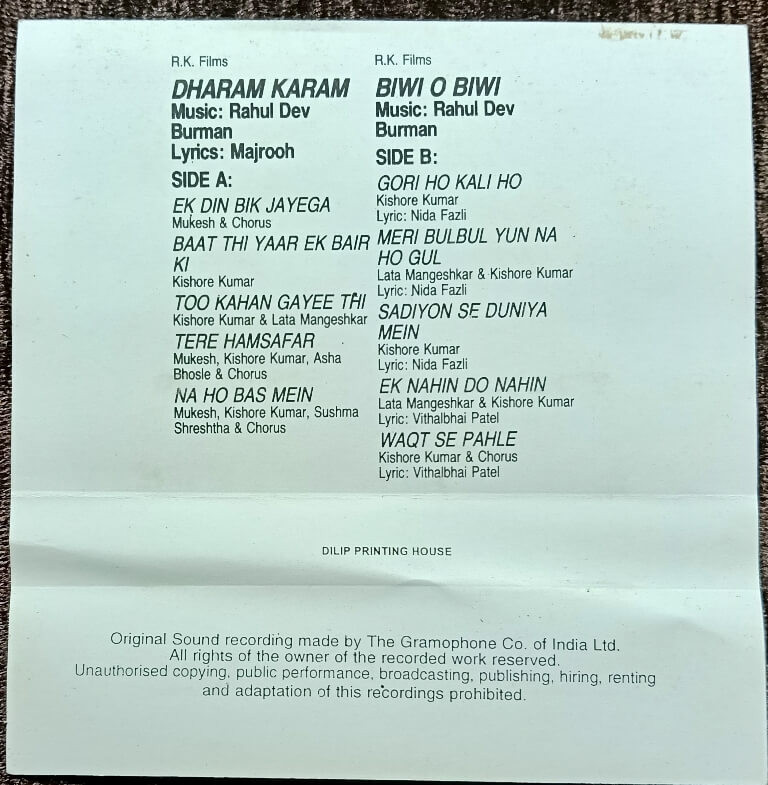 R.K. Films
DHARAM KARAM
Music: Rahul Dev
Burman
Lyrics: Majrooh
SIDE A:
EK DIN BIK JAYEGA
Mukesh & Chorus
BAAT THI YAAR EK BAIR
KI
Kishore Kumar
TOO KAHAN GAYEE THI
Kishore Kumar & Lata Mangeshkar
TERE HAMSAFAR
Mukesh, Kishore Kumar, Asha
Bhosle & Chorus
NA HO BAS MEIN
Mukesh, Kishore Kumar, Sushma
Shreshtha & Chorus
R.K. Films
BIWI O BIWI
Music: Rahul Dev
Burman
SIDE B:
GORI HO KALI HO
Kishore Kumar
Lyric: Nida Fazli
MERI BULBUL YUN NA
HO GUL
Lata Mangeshkar & Kishore Kumar
Lyric: Nida Fazli
SADIYON SE DUNIYA
MEIN
Kishore Kumar
Lyric: Nida Fazli
EK NAHIN DO NAHIN
Lata Mangeshkar & Kishore Kumar
Lyric: Vithalbhai Patel
WAQT SE PAHLE
Kishore Kumar & Chorus
Lyric: Vithalbhai Patel
DILIP PRINTING HOUSE
Original Sound recording made by The Gramophone Co. of India Ltd.
All rights of the owner of the recorded work reserved.
Unauthorised copying, public performance, broadcasting, publishing, hiring, renting
and adaptation of this recordings prohibited.